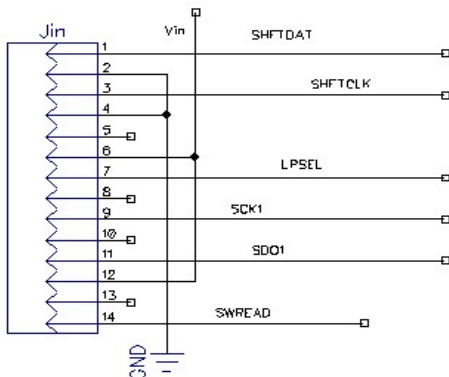 Jin
Vin
1 SHFTDAT
2
3 SHFTCLK
4
5
6
7 LPSEL
8
9 SCK1
10
11 SDO1
12
13
14 SWREAD
GND